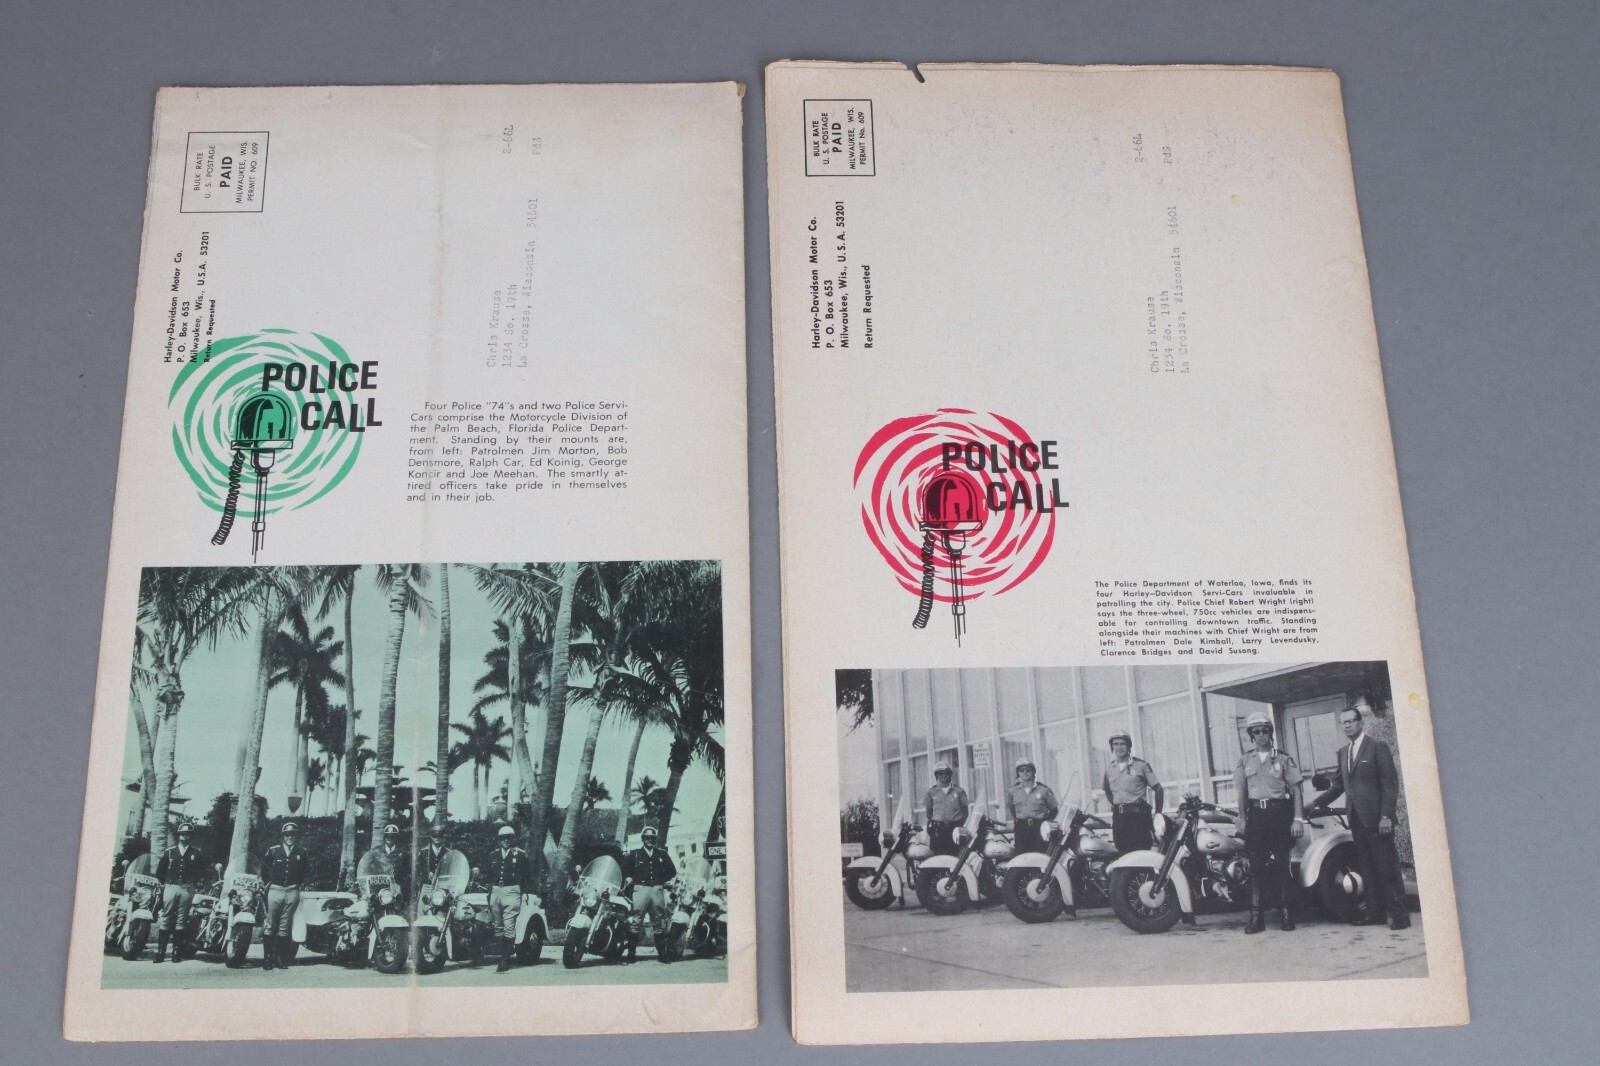 BULK RATE
U. S. POSTAGE
PAID
MILWAUKEE, WIS.
PERMIT NO. 609
Harley-Davidson Motor Co.
P. O. Box 653
Milwaukee, Wis., U.S.A. 53201
Return Requested
2-66L
PdS
Chris Krause
1234 So. 19th
La Crosse, Wisconsin 54601
POLICE
CALL
Four Police "74"s and two Police Servi-
Cars comprise the Motorcycle Division of
the Palm Beach, Florida Police Depart-
ment. Standing by their mounts are,
from left: Patrolmen Jim Morton, Bob
Densmore, Ralph Car, Ed Koinig, George
Koncir and Joe Meehan. The smartly at-
tired officers take pride in themselves
and in their job.
POLICE
POLICE
ONE
BULK RATE
U. S. POSTAGE
PAID
MILWAUKEE, WIS.
PERMIT No. 609
Harley-Davidson Motor Co.
P. O. Box 653
Milwaukee, Wis., U.S.A. 53201
Return Requested
2-66L
PdS
Chris Krause
1234 So. 19th
La Crosse, Wisconsin 54601
POLICE
CALL
The Police Department of Waterloo, Iowa, finds its
four Harley-Davidson Servi-Cars invaluable in
patrolling the city. Police Chief Robert Wright (right)
says the three-wheel, 750cc vehicles are indispens-
able for controlling downtown traffic. Standing
alongside their machines with Chief Wright are from
left: Patrolmen Dale Kimball, Larry Levendusky,
Clarence Bridges and David Susong.